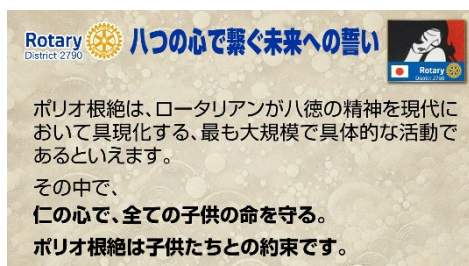 Rotary
District 2790
八つの心で繋ぐ未来への誓い
Rotary
District 2790
ポリオ根絶は、ロータリアンが八徳の精神を現代に
おいて具現化する、最も大規模で具体的な活動で
あるといえます。
その中で、
仁の心で、全ての子供の命を守る。
ポリオ根絶は子供たちとの約束です。